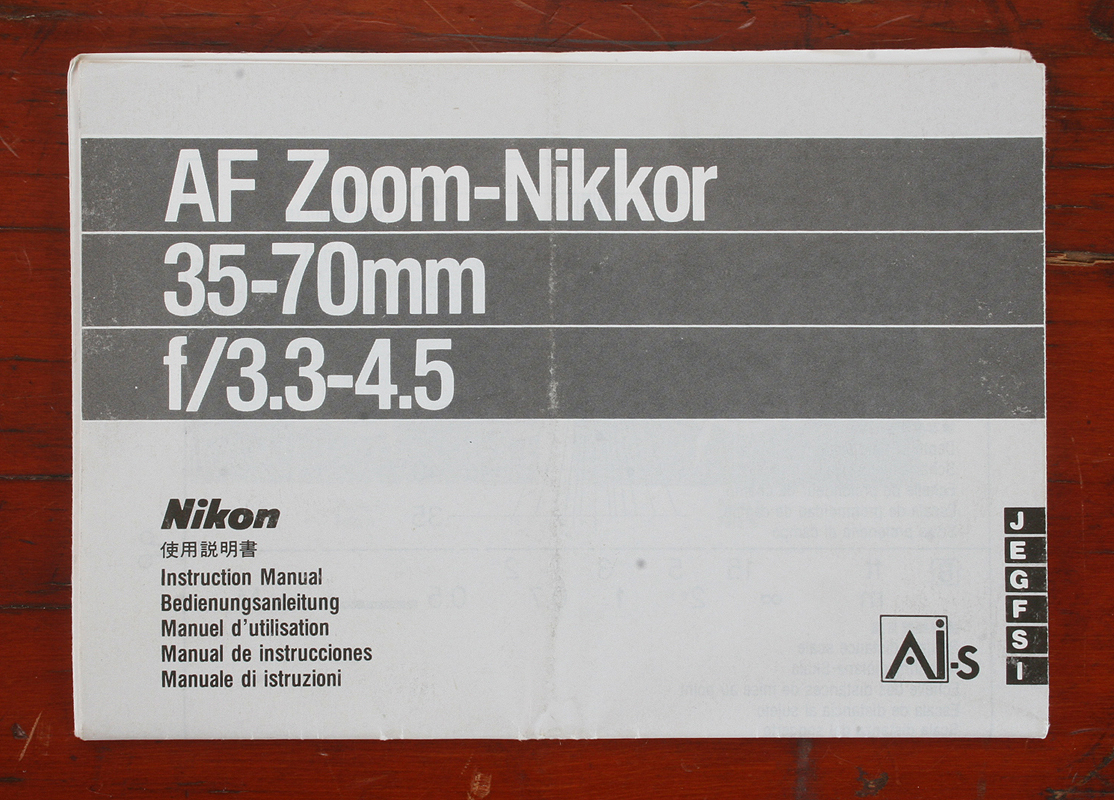 AF Zoom-Nikkor
35-70mm
f/3.3-4.5
Nikon
使用説明書
Instruction Manual
Bedienungsanleitung
Manuel d'utilisation
Manual de instrucciones
Manuale di istruzioni
J
E
G
F
S
I
Ai-S